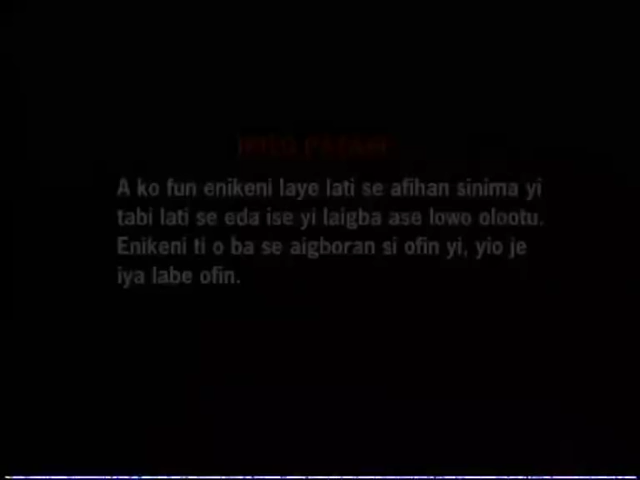 A ko fun enikeni laye lati se afihan sinima yi
tabi lati se eda ise yi laigba ase lowo olootu.
Enikeni ti o ba se aigboran si ofin yi, yio je
iya labe ofin.